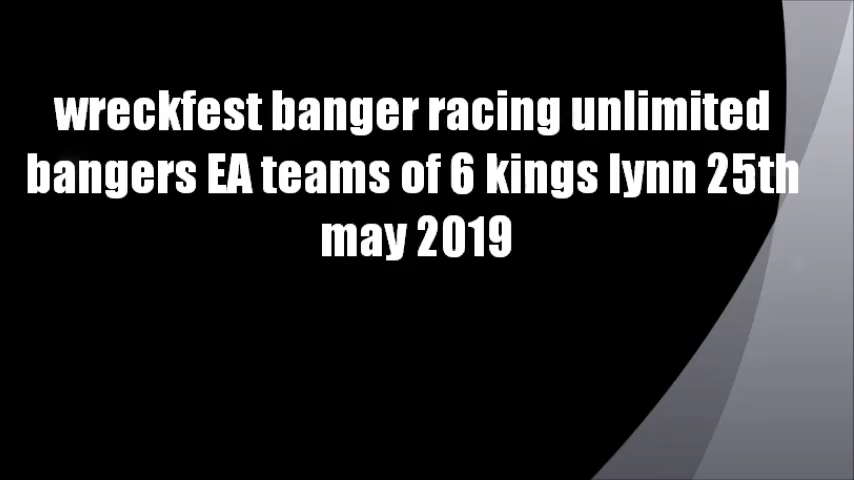 wreckfest banger racing unlimited
bangers EA teams of 6 kings lynn 25th
may 2019